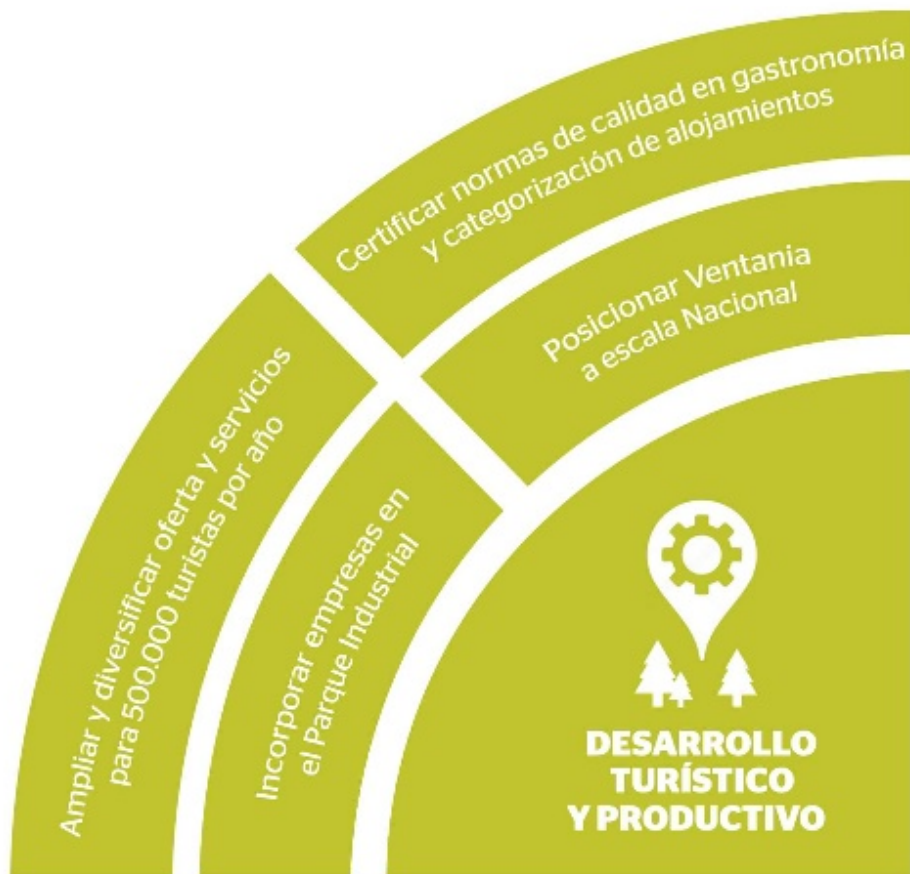 Certificar normas de calidad en gastronomía
y categorización de alojamientos
Posicionar Ventania
a escala Nacional
Ampliar y diversificar oferta y servicios
para 500.000 turistas por año
Incorporar empresas en
el Parque Industrial
DESARROLLO
TURÍSTICO
Y PRODUCTIVO